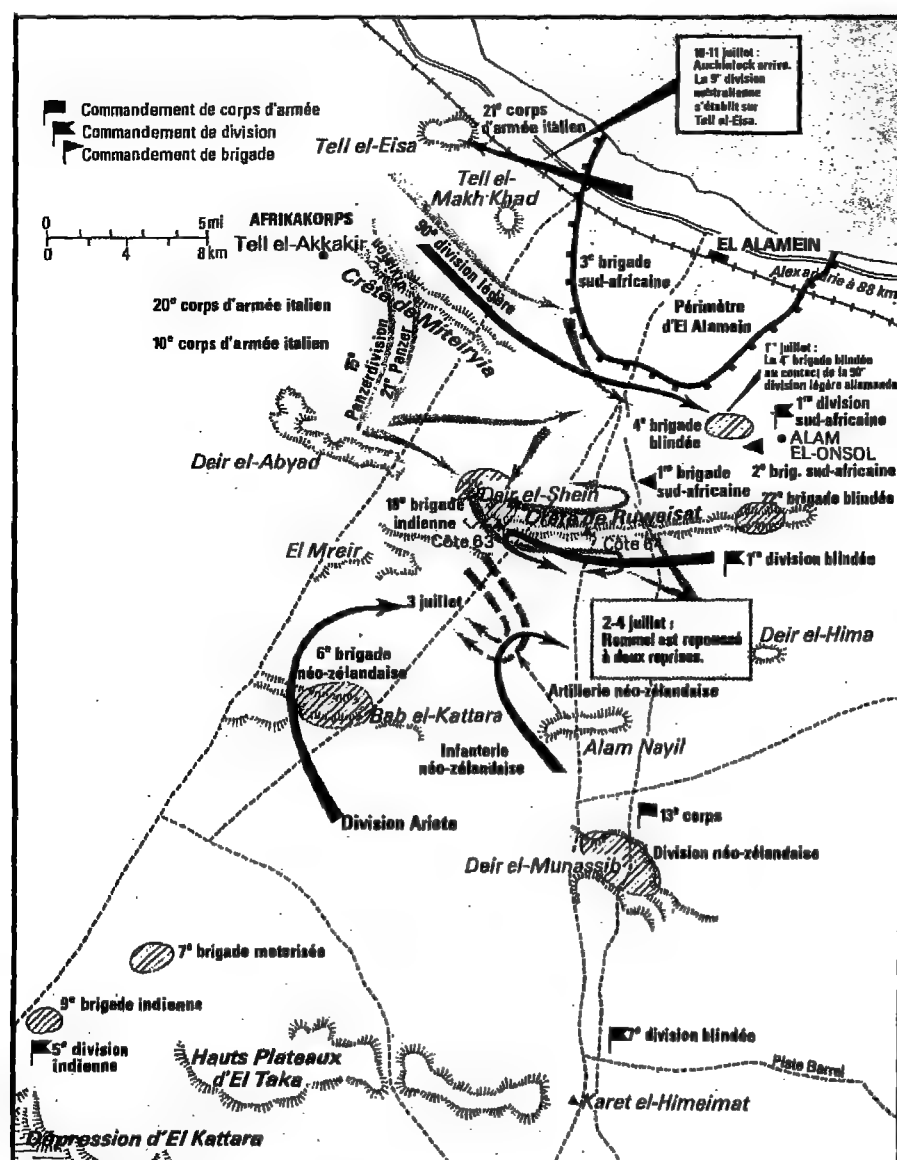 10-11 juillet :
Auchinleck arrive.
La 9e division
australienne
s'établit sur
Tell el-Eisa.
Commandement de corps d'armée
Commandement de division
Commandement de brigade
21e corps
d'armée italien
Tell el-Eisa
Tell el-
Makh Khad
0 5 mi
0 4 8 km
AFRIKAKORPS
Tell el-Akkakir
90e division légère
3e brigade
sud-africaine
EL ALAMEIN
Alexandrie à 88 km
Périmètre
d'El Alamein
Crête de Miteiryia
20e corps d'armée italien
10e corps d'armée italien
15e
Panzerdivision
21e Panzer
1er juillet :
La 4e brigade blindée
au contact de la 90e
division légère allemande
4e brigade
blindée
1re division
sud-africaine
ALAM
EL-ONSOL
Deir el-Abyad
1re brigade
sud-africaine
2e brig. sud-africaine
22e brigade blindée
Deir el-Shein
18e brigade
indienne
Crête de Ruweisat
Côte 63
El Mreir
1re division blindée
3 juillet
2-4 juillet :
Rommel est repoussé
à deux reprises.
Deir el-Hima
6e brigade
néo-zélandaise
Artillerie néo-zélandaise
Bab el-Kattara
Infanterie
néo-zélandaise
Alam Nayil
Division Ariete
13e corps
Deir el-Munassib
Division néo-zélandaise
7e brigade motorisée
9e brigade indienne
5e division
indienne
7e division blindée
Hauts Plateaux
d'El Taka
Piste Barrel
Karet el-Himeimat
Dépression d'El Kattara